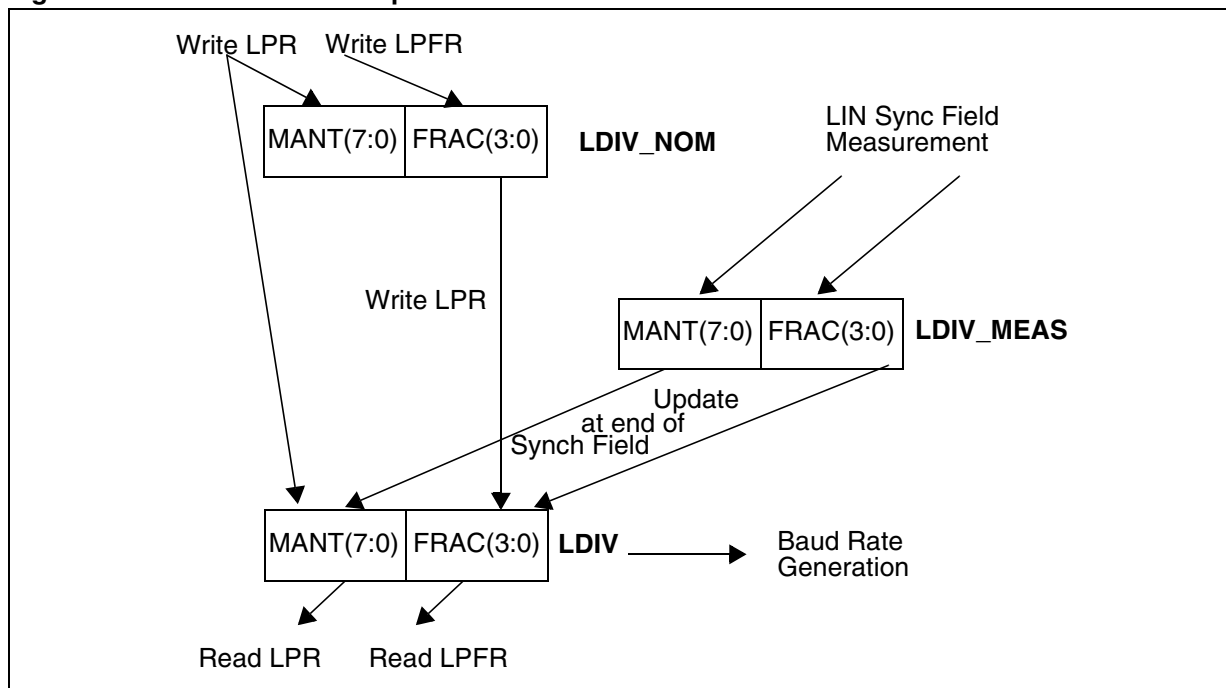 Write LPR Write LPFR
MANT(7:0) FRAC(3:0) LDIV_NOM
LIN Sync Field
Measurement
Write LPR
MANT(7:0) FRAC(3:0) LDIV_MEAS
Update
at end of
Synch Field
MANT(7:0) FRAC(3:0) LDIV
Baud Rate
Generation
Read LPR Read LPFR